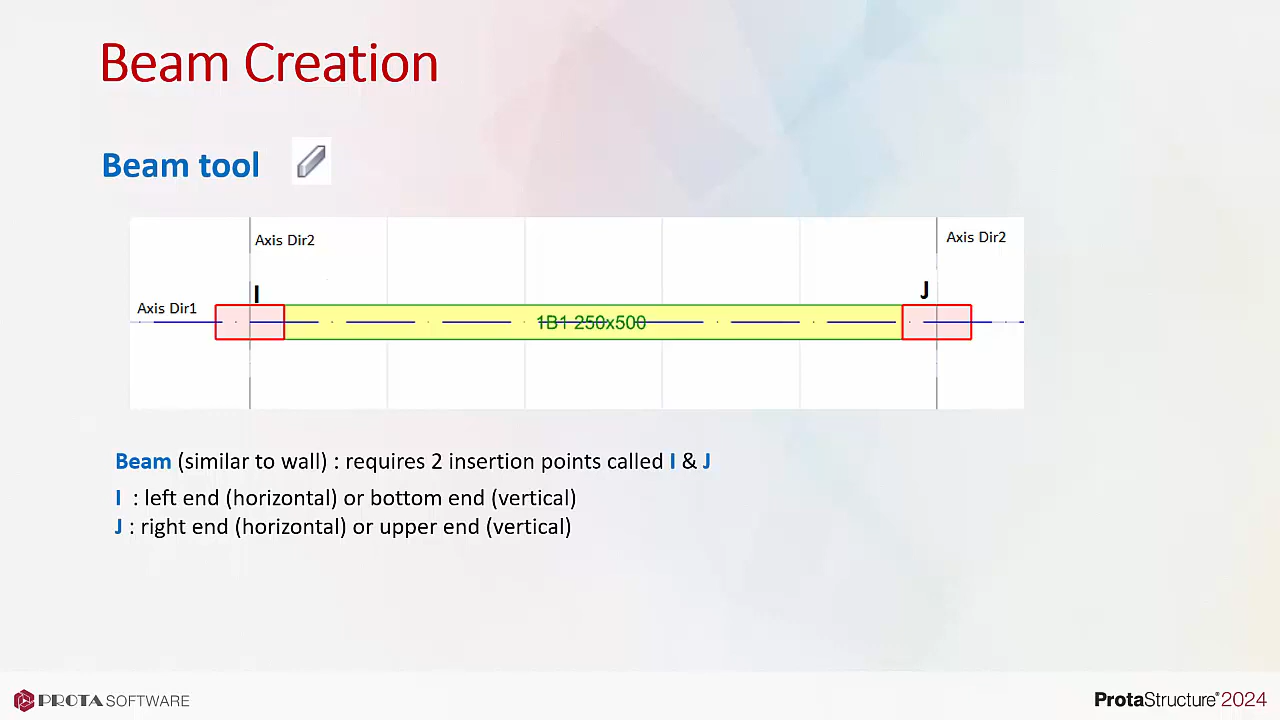 Beam Creation
Beam tool
Axis Dir2
Axis Dir2
I
J
Axis Dir1
1B1 250x500
Beam (similar to wall) : requires 2 insertion points called I & J
I : left end (horizontal) or bottom end (vertical)
J : right end (horizontal) or upper end (vertical)
PROTA SOFTWARE
ProtaStructure® 2024